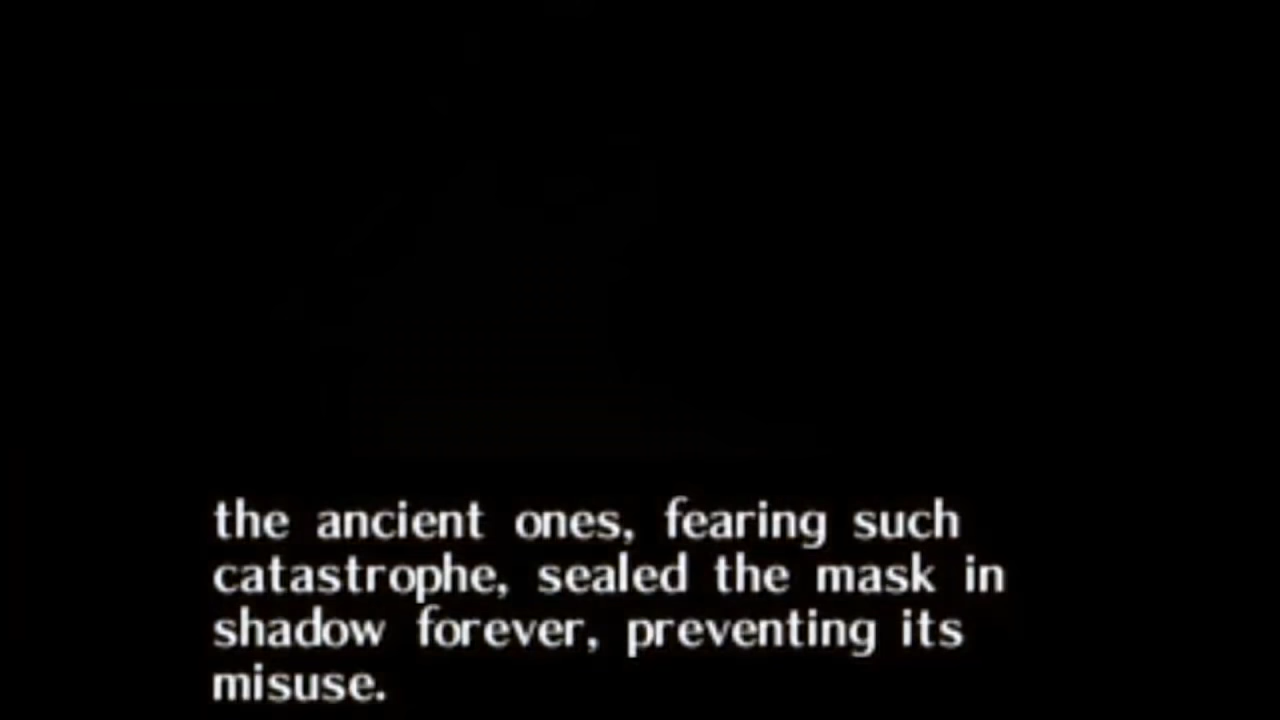 the ancient ones, fearing such
catastrophe, sealed the mask in
shadow forever, preventing its
misuse.